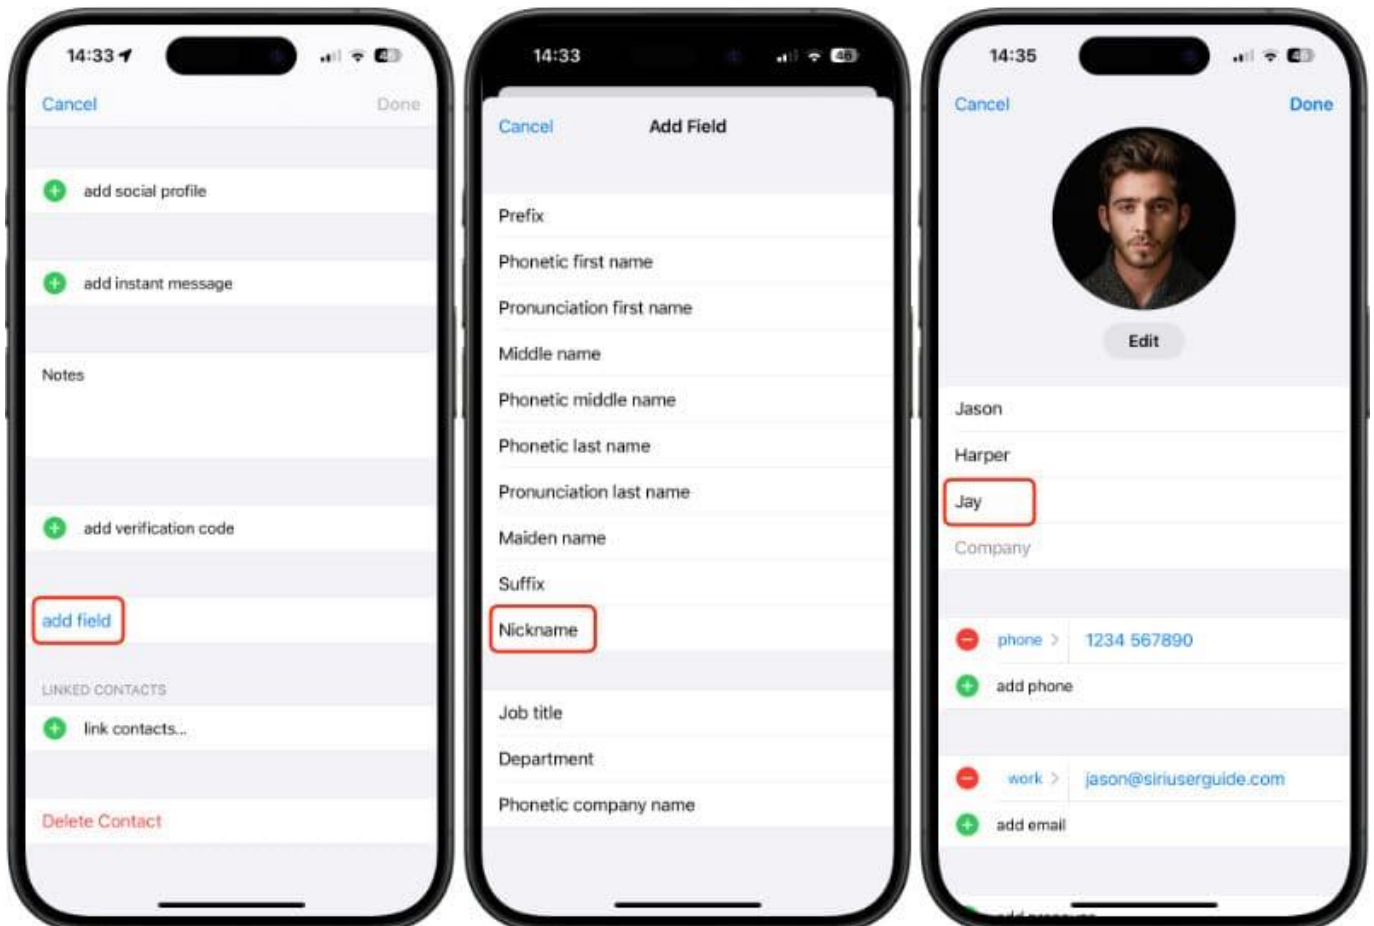 14:33
46
Cancel
Done
add social profile
add instant message
Notes
add verification code
add field
LINKED CONTACTS
link contacts...
Delete Contact
14:33
46
Cancel
Add Field
Prefix
Phonetic first name
Pronunciation first name
Middle name
Phonetic middle name
Phonetic last name
Pronunciation last name
Maiden name
Suffix
Nickname
Job title
Department
Phonetic company name
14:35
Cancel
Done
Edit
Jason
Harper
Jay
Company
phone
1234 567890
add phone
work
jason@siriuserguide.com
add email